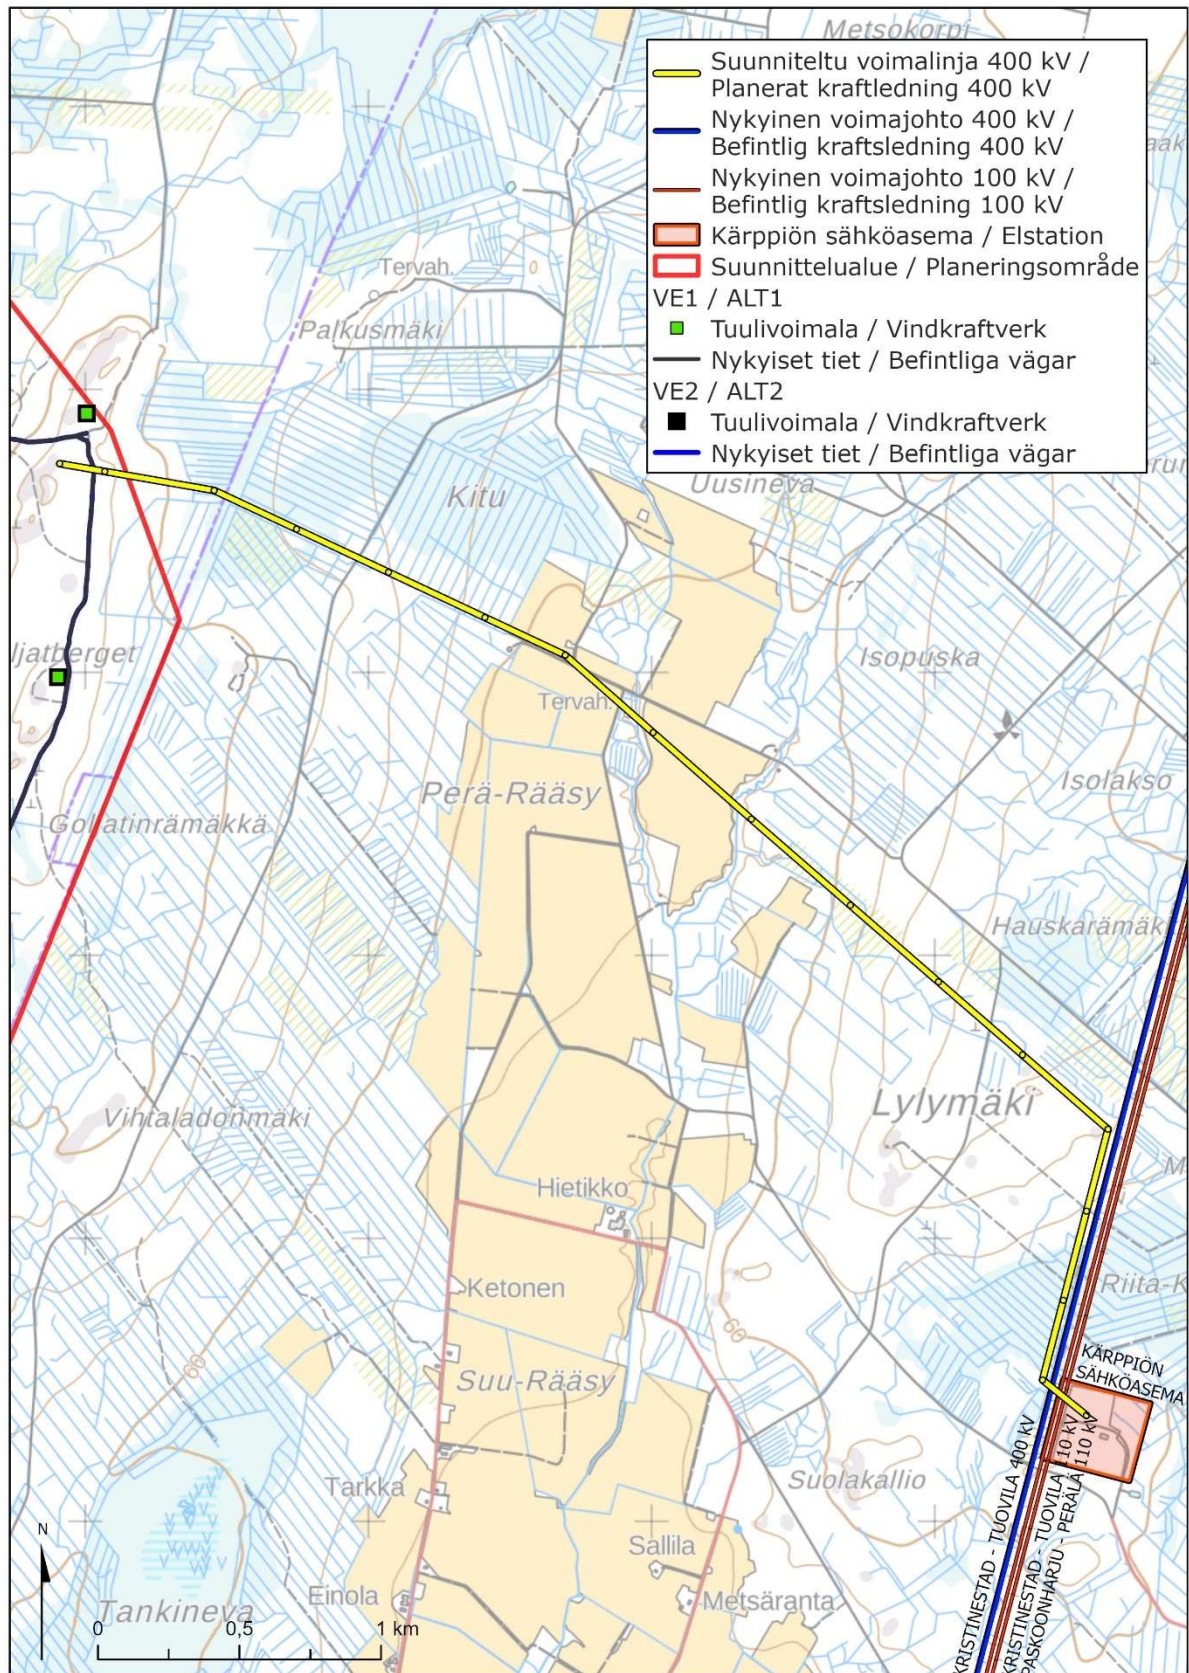 Metsokorpi
Suunniteltu voimalinja 400 kV /
Planerat kraftledning 400 kV
Nykyinen voimajohto 400 kV /
Befintlig kraftsledning 400 kV
Nykyinen voimajohto 100 kV /
Befintlig kraftsledning 100 kV
Kärppiön sähköasema / Elstation
Suunnittelualue / Planeringsområde
VE1 / ALT1
Tuulivoimala / Vindkraftverk
Nykyiset tiet / Befintliga vägar
VE2 / ALT2
Tuulivoimala / Vindkraftverk
Nykyiset tiet / Befintliga vägar
Tervah.
Palkusmäki
Kitu
Uusineva
ljatberget
Isopuska
Tervah.
Isolakso
Perä-Rääsy
Goljatinrämäkkä
Hauskarämäk
Vihtaladonmäki
Lylymäki
Hietikko
Ketonen
Riita-K
60
60
Suu-Rääsy
KÄRPPIÖN
SÄHKÖASEMA
KRISTINESTAD - TUOVILA 400 kV
KRISTINESTAD - TUOVILA 110 kV
PASKOONHARJU - PERÄLÄ 110 kV
Tarkka
Suolakallio
Sallila
N
Einola
Metsäranta
Tankineva
0 0,5 1 km